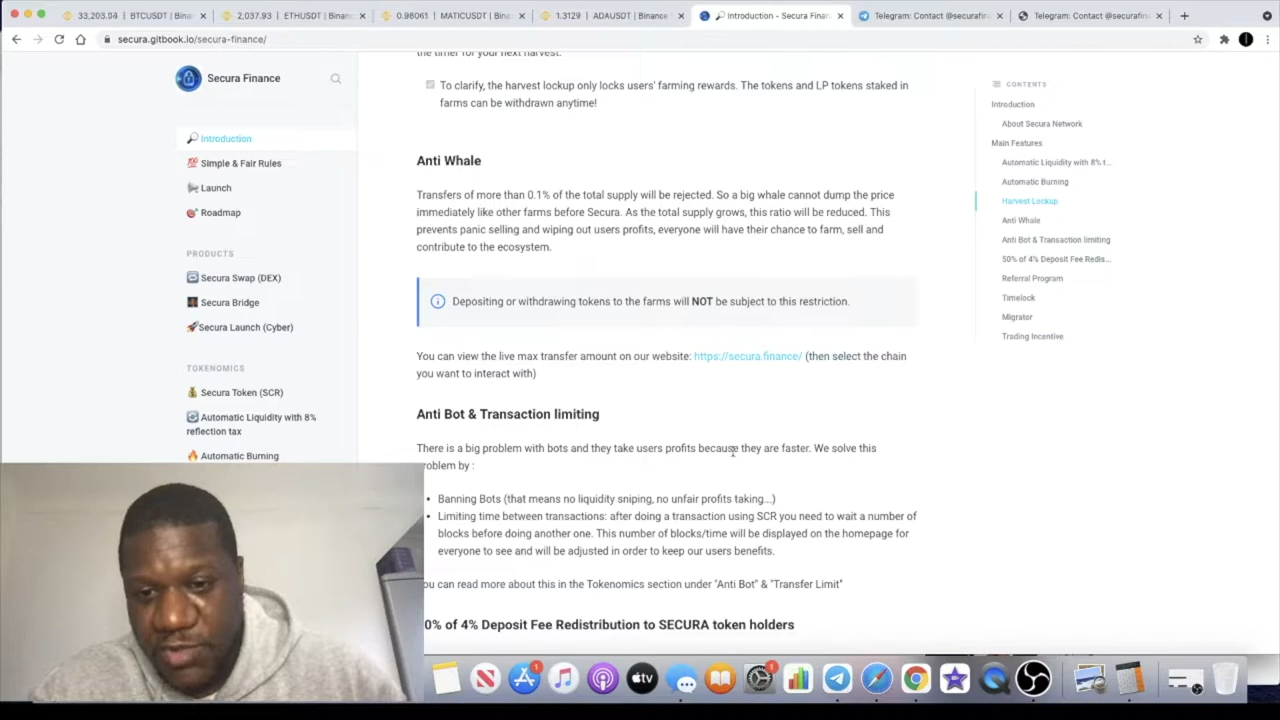 33,203.94 | BTCUSDT | Binan
2,037.93 | ETHUSDT | Binanc
0.98061 | MATICUSDT | Binan
1.3129 | ADAUSDT | Binance
Introduction - Secura Finan
Telegram: Contact @securafina
Telegram: Contact @securafina
secura.gitbook.io/secura-finance/
Secura Finance
Introduction
Simple & Fair Rules
Launch
Roadmap
PRODUCTS
Secura Swap (DEX)
Secura Bridge
Secura Launch (Cyber)
TOKENOMICS
Secura Token (SCR)
Automatic Liquidity with 8%
reflection tax
Automatic Burning
the timer for your next harvest.
To clarify, the harvest lockup only locks users' farming rewards. The tokens and LP tokens staked in
farms can be withdrawn anytime!
Anti Whale
Transfers of more than 0.1% of the total supply will be rejected. So a big whale cannot dump the price
immediately like other farms before Secura. As the total supply grows, this ratio will be reduced. This
prevents panic selling and wiping out users profits, everyone will have their chance to farm, sell and
contribute to the ecosystem.
Depositing or withdrawing tokens to the farms will NOT be subject to this restriction.
You can view the live max transfer amount on our website: https://secura.finance/ (then select the chain
you want to interact with)
Anti Bot & Transaction limiting
There is a big problem with bots and they take users profits because they are faster. We solve this
roblem by :
• Banning Bots (that means no liquidity sniping, no unfair profits taking...)
• Limiting time between transactions: after doing a transaction using SCR you need to wait a number of
blocks before doing another one. This number of blocks/time will be displayed on the homepage for
everyone to see and will be adjusted in order to keep our users benefits.
ou can read more about this in the Tokenomics section under "Anti Bot" & "Transfer Limit"
0% of 4% Deposit Fee Redistribution to SECURA token holders
CONTENTS
Introduction
About Secura Network
Main Features
Automatic Liquidity with 8% t...
Automatic Burning
Harvest Lockup
Anti Whale
Anti Bot & Transaction limiting
50% of 4% Deposit Fee Redis...
Referral Program
Timelock
Migrator
Trading Incentive
1
tv
1